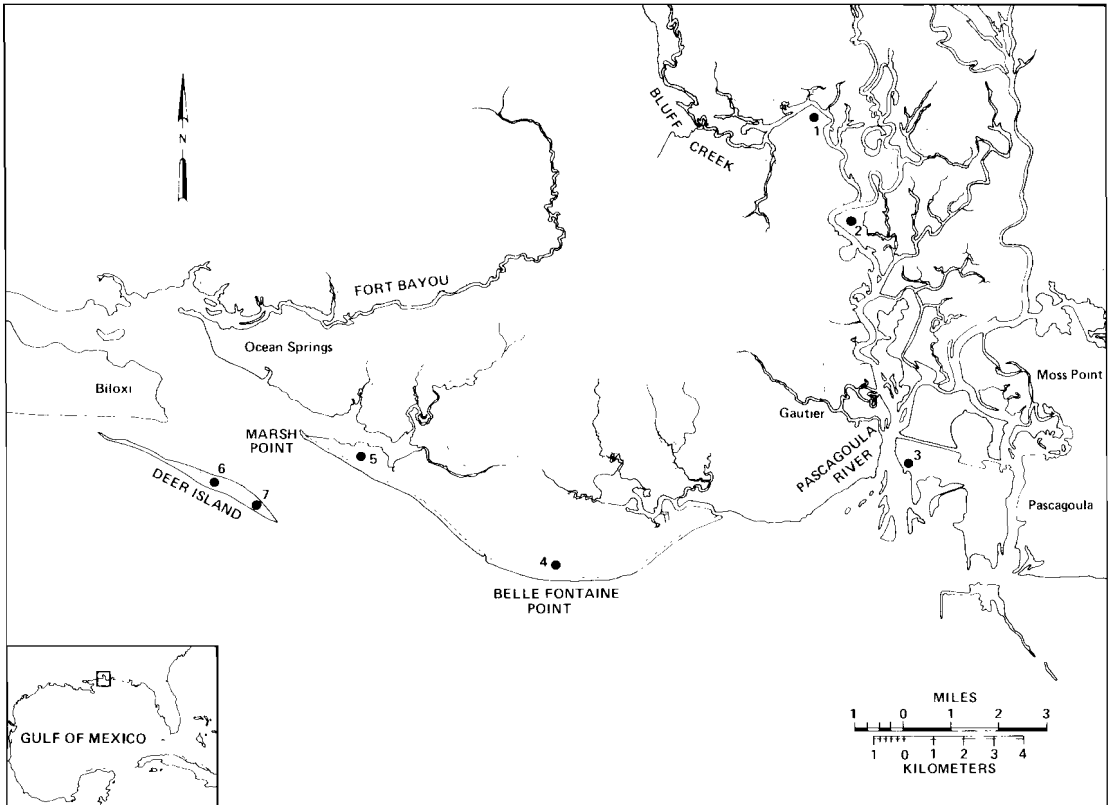 N
BLUFF
CREEK
1
2
FORT BAYOU
Ocean Springs
Biloxi
Moss Point
Gautier
MARSH
POINT
5
PASCAGOULA
RIVER
3
6
7
DEER ISLAND
Pascagoula
4
BELLE FONTAINE
POINT
GULF OF MEXICO
MILES
1 0 1 2 3
1 0 1 2 3 4
KILOMETERS